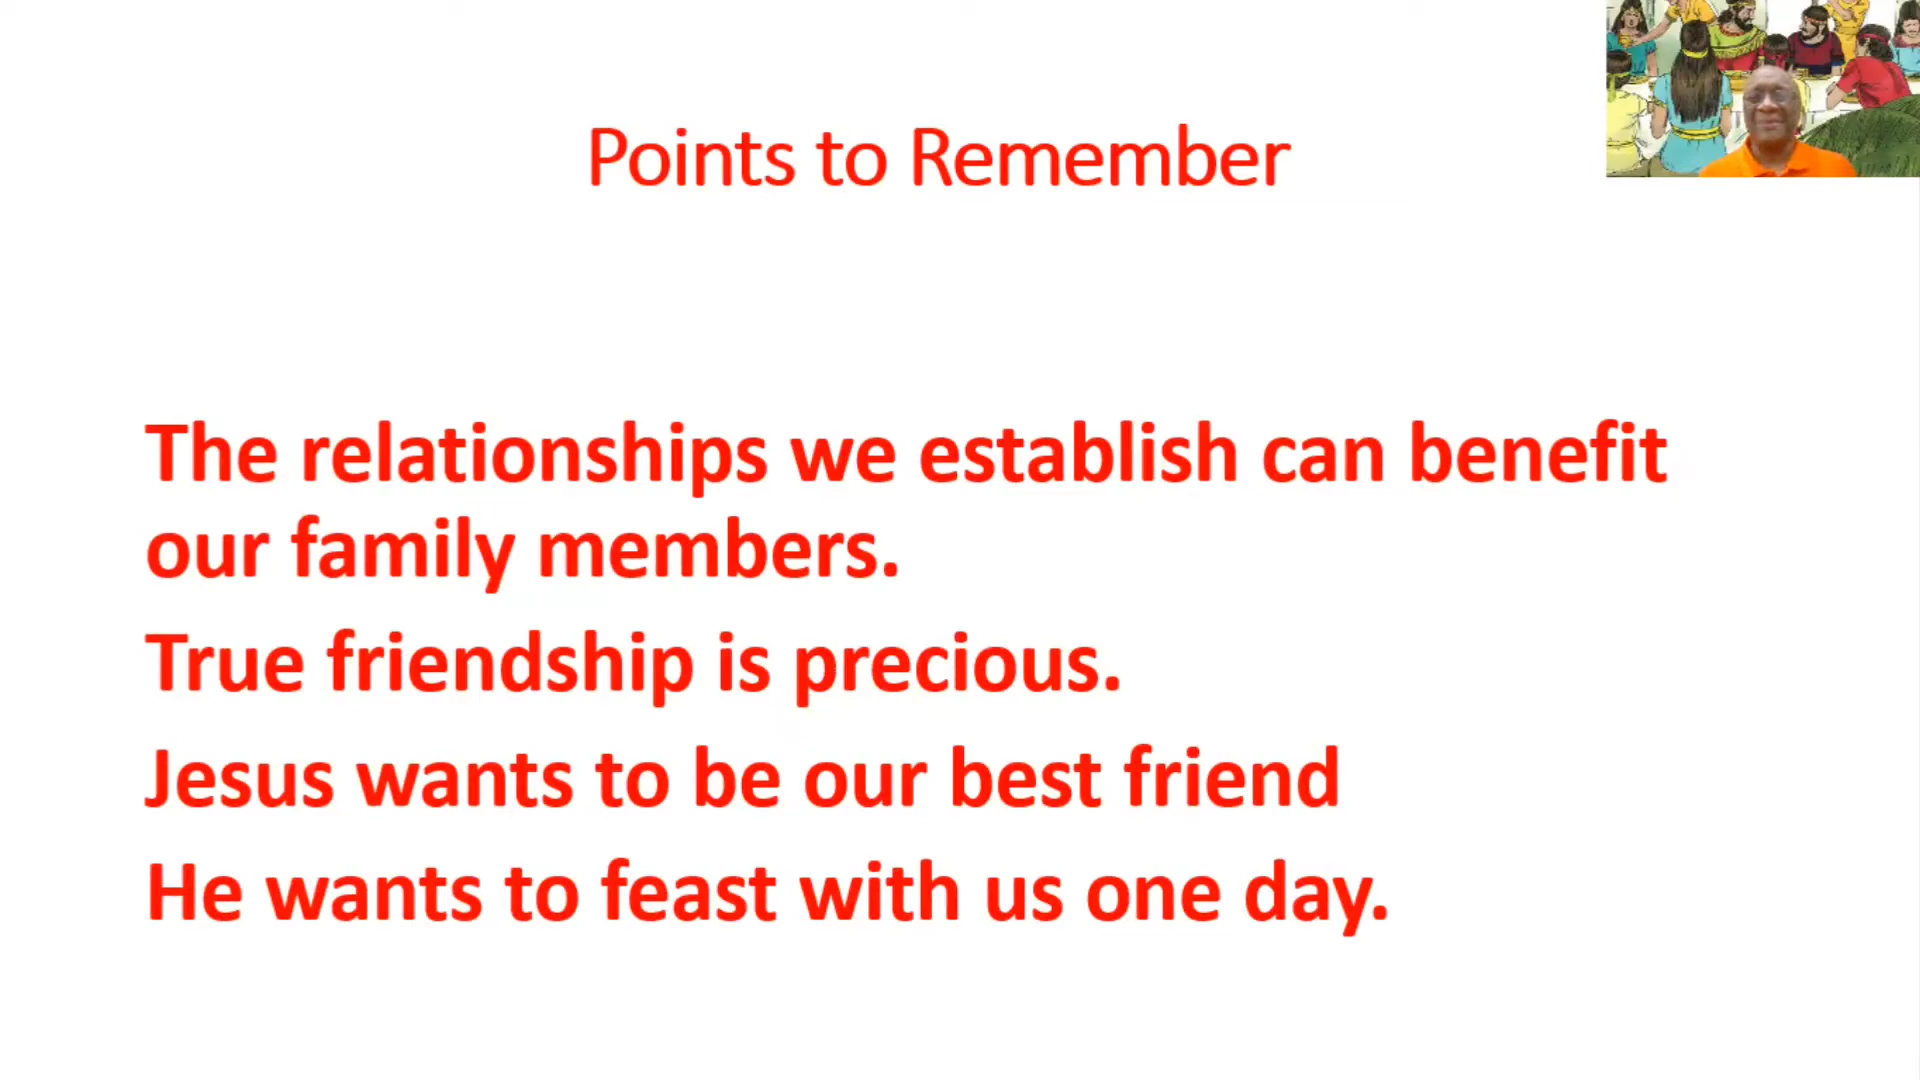 Points to Remember
The relationships we establish can benefit
our family members.
True friendship is precious.
Jesus wants to be our best friend
He wants to feast with us one day.